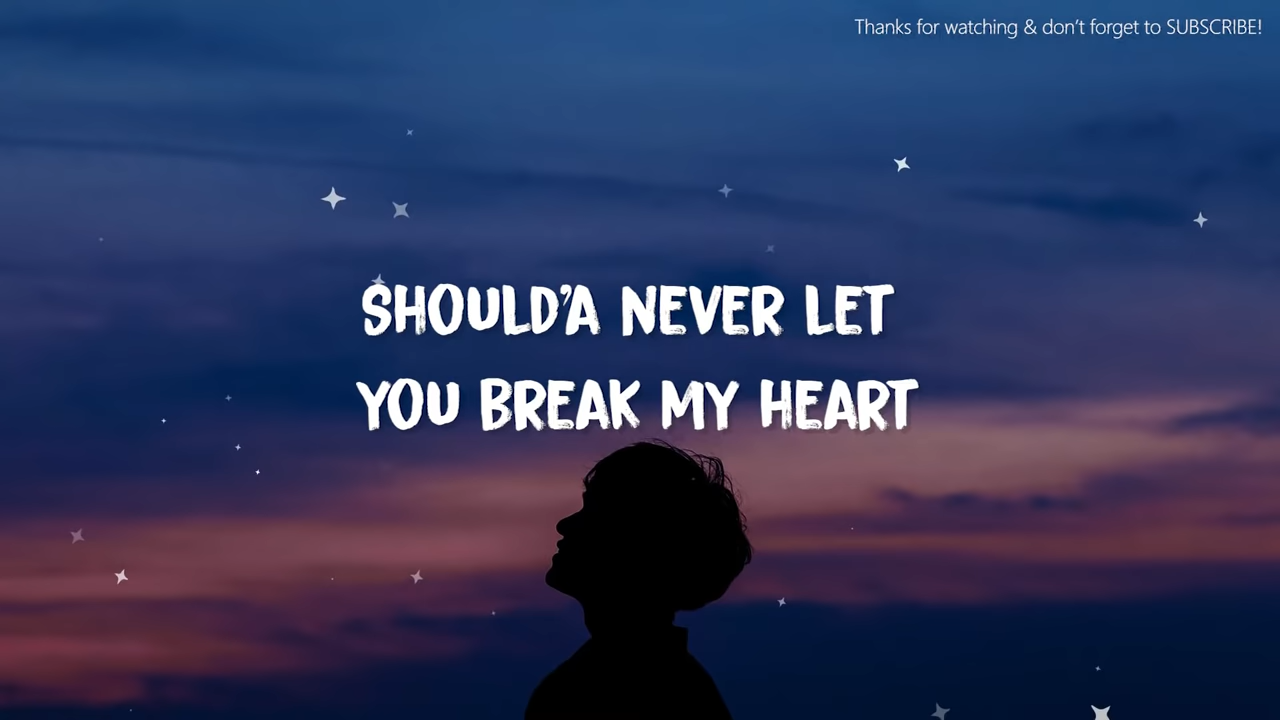 Thanks for watching & don’t forget to SUBSCRIBE!
SHOULD’A NEVER LET
YOU BREAK MY HEART